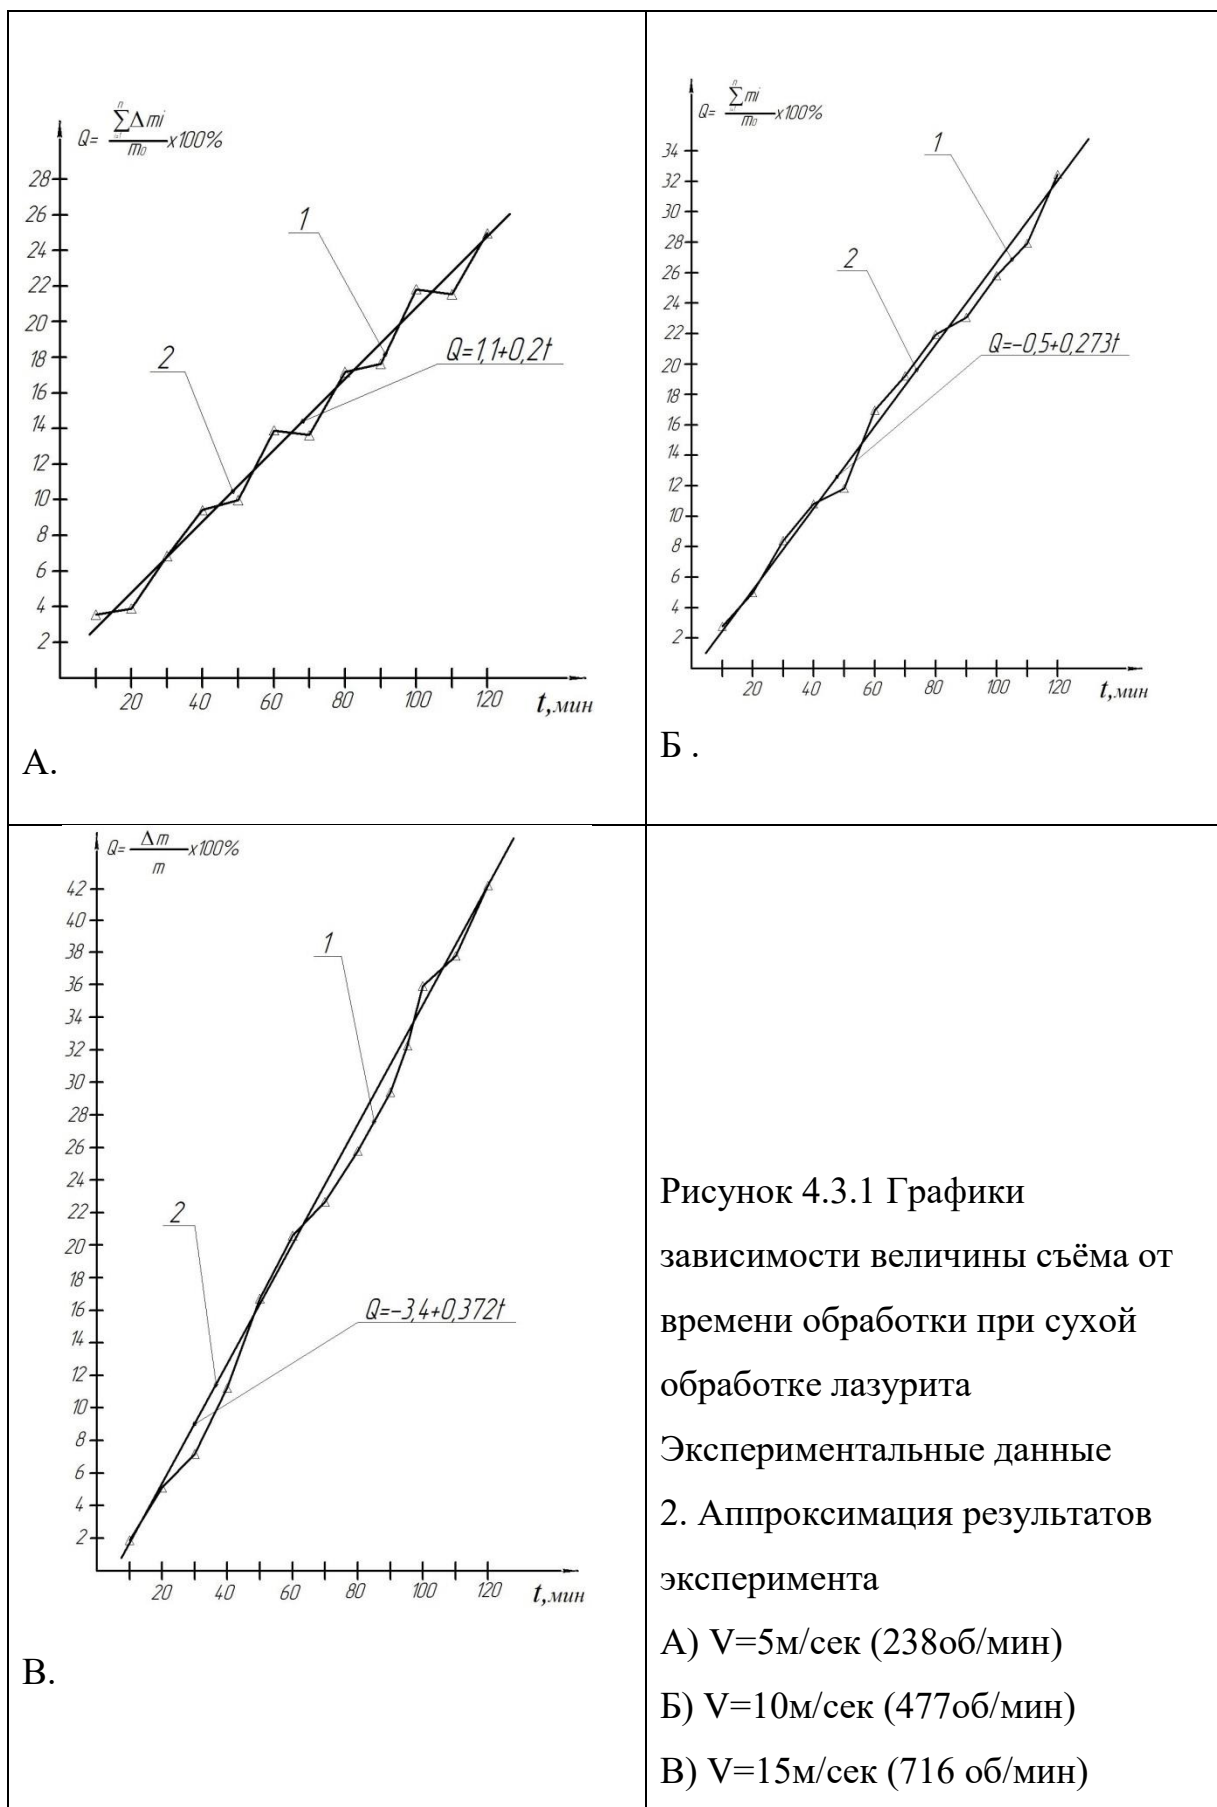 Q= ∑Δmi/m₀ x100%
n
i=1
28
26
24
22
20
18
16
14
12
10
8
6
4
2
1
2
Q=1,1+0,2t
20 40 60 80 100 120
t,мин
А.
Q= ∑mi/m₀ x100%
n
34
32
30
28
26
24
22
20
18
16
14
12
10
8
6
4
2
1
2
Q=-0,5+0,273t
20 40 60 80 100 120
t,мин
Б .
Q= Δm/m x100%
42
40
38
36
34
32
30
28
26
24
22
20
18
16
14
12
10
8
6
4
2
1
2
Q=-3,4+0,372t
20 40 60 80 100 120
t,мин
В.
Рисунок 4.3.1 Графики
зависимости величины съёма от
времени обработки при сухой
обработке лазурита
Экспериментальные данные
2. Аппроксимация результатов
эксперимента
А) V=5м/сек (238об/мин)
Б) V=10м/сек (477об/мин)
В) V=15м/сек (716 об/мин)